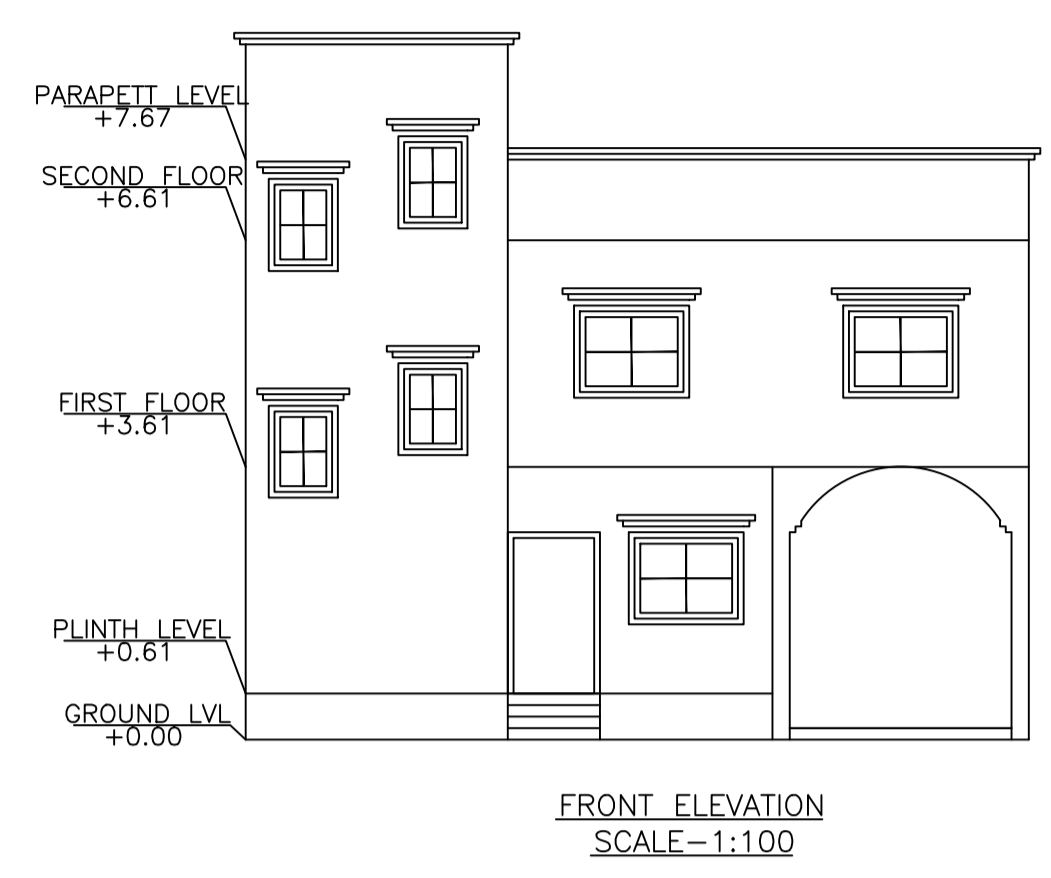 PARAPETT LEVEL
+7.67
SECOND FLOOR
+6.61
FIRST FLOOR
+3.61
PLINTH LEVEL
+0.61
GROUND LVL
+0.00
FRONT ELEVATION
SCALE-1:100